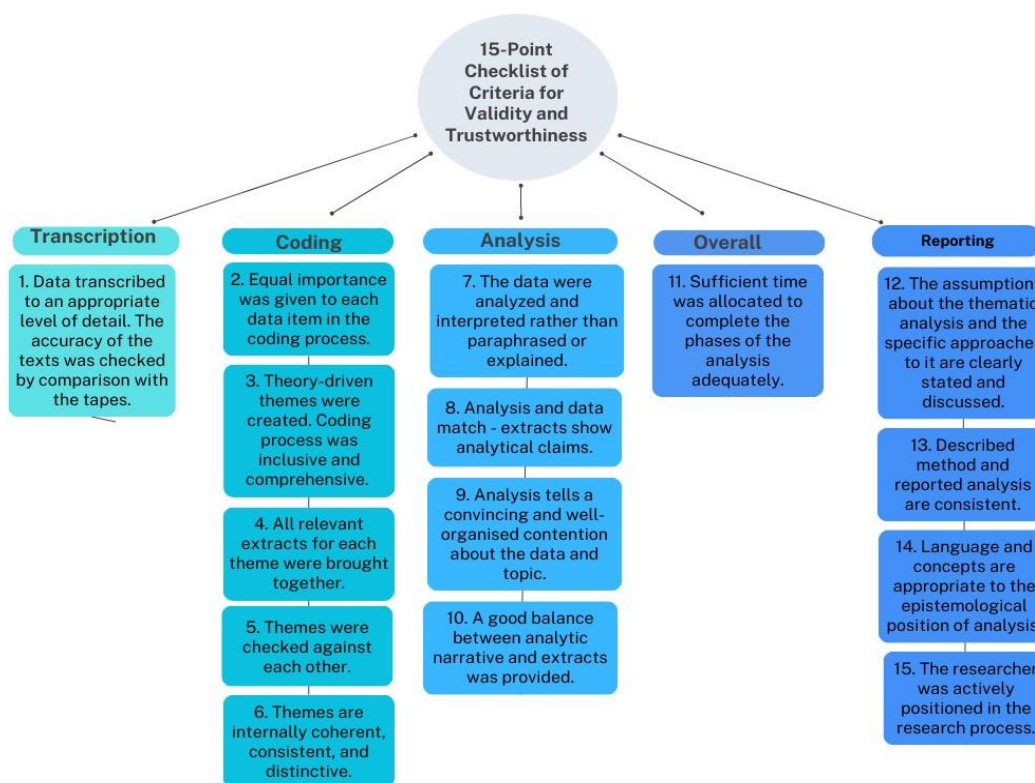 15-Point
Checklist of
Criteria for
Validity and
Trustworthiness
Transcription
1. Data transcribed
to an appropriate
level of detail. The
accuracy of the
texts was checked
by comparison with
the tapes.
Coding
2. Equal importance
was given to each
data item in the
coding process.
3. Theory-driven
themes were
created. Coding
process was
inclusive and
comprehensive.
4. All relevant
extracts for each
theme were brought
together.
5. Themes were
checked against
each other.
6. Themes are
internally coherent,
consistent, and
distinctive.
Analysis
7. The data were
analyzed and
interpreted rather than
paraphrased or
explained.
8. Analysis and data
match - extracts show
analytical claims.
9. Analysis tells a
convincing and well-
organised contention
about the data and
topic.
10. A good balance
between analytic
narrative and extracts
was provided.
Overall
11. Sufficient time
was allocated to
complete the
phases of the
analysis
adequately.
Reporting
12. The assumption
about the thematic
analysis and the
specific approache
to it are clearly
stated and
discussed.
13. Described
method and
reported analysis
are consistent.
14. Language and
concepts are
appropriate to the
epistemological
position of analysis
15. The researcher
was actively
positioned in the
research process.